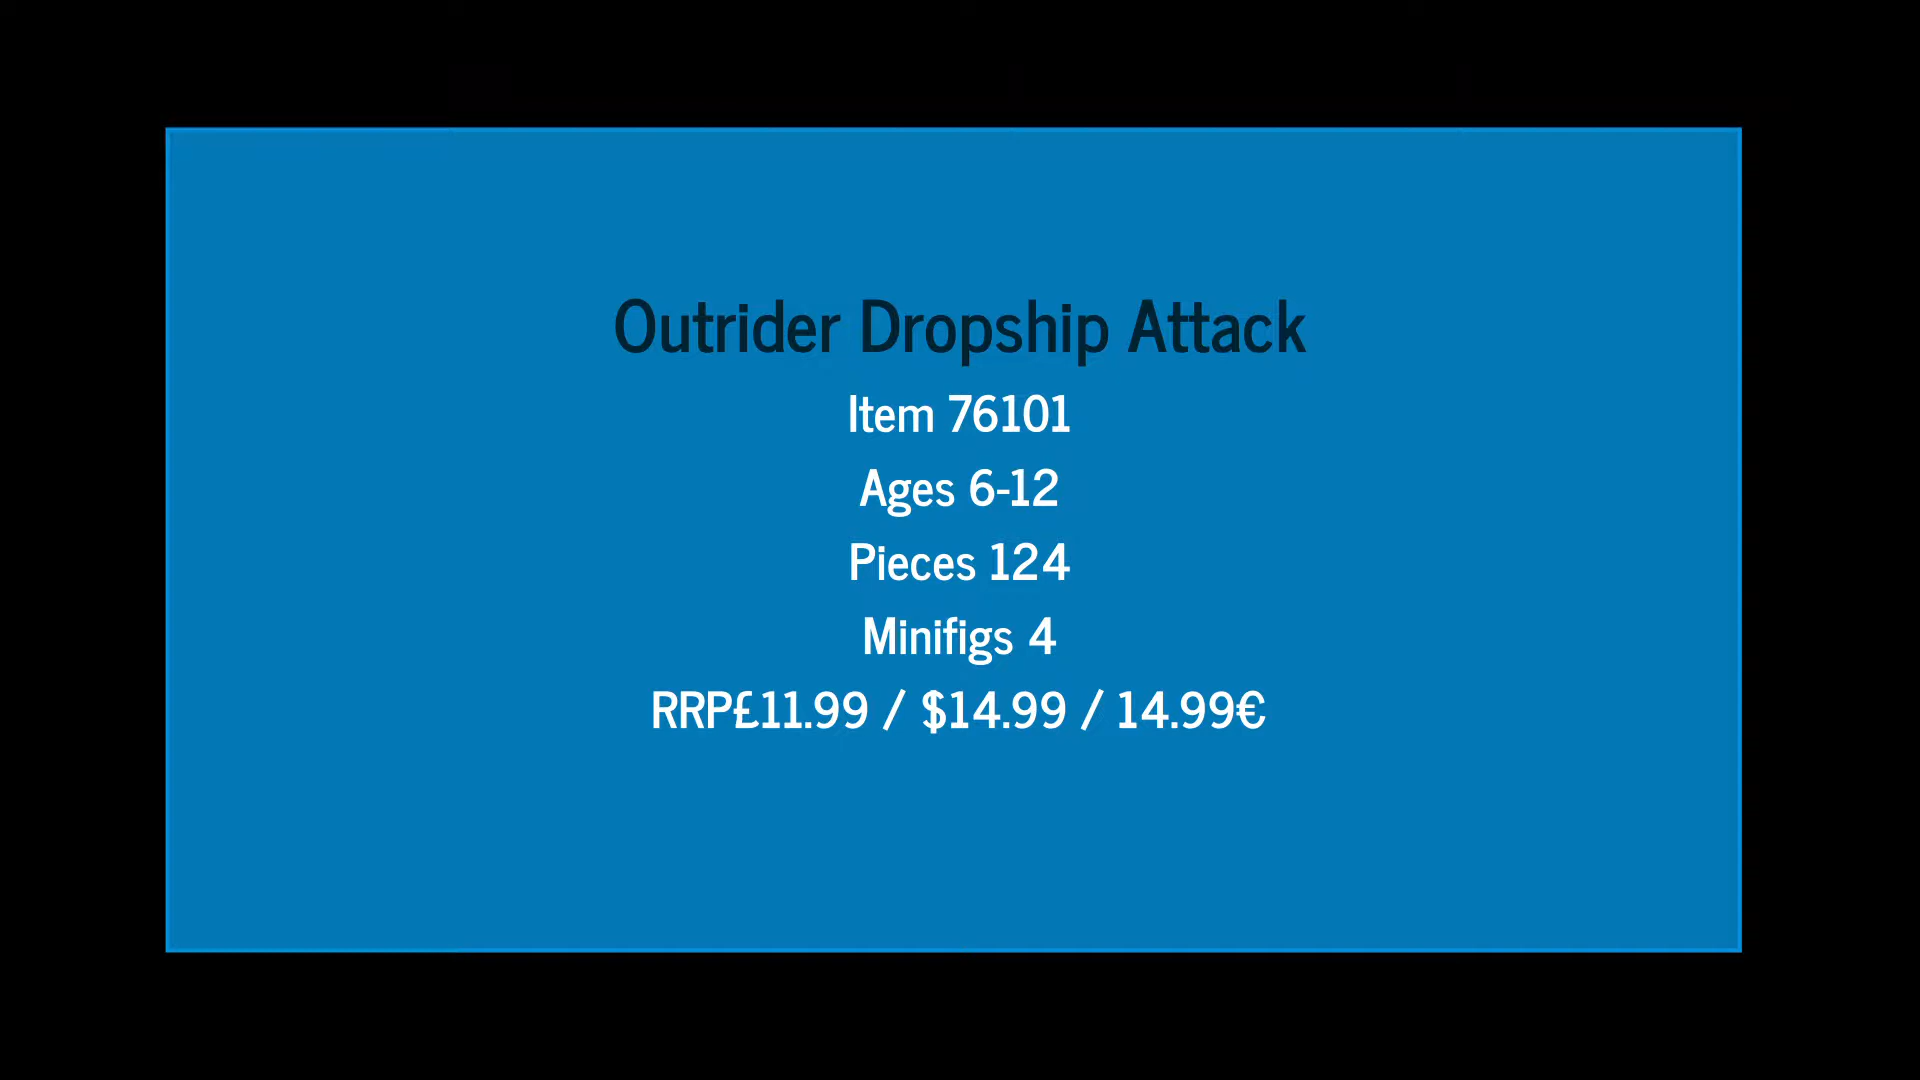 Outrider Dropship Attack
Item 76101
Ages 6-12
Pieces 124
Minifigs 4
RRP£11.99 / $14.99 / 14.99€